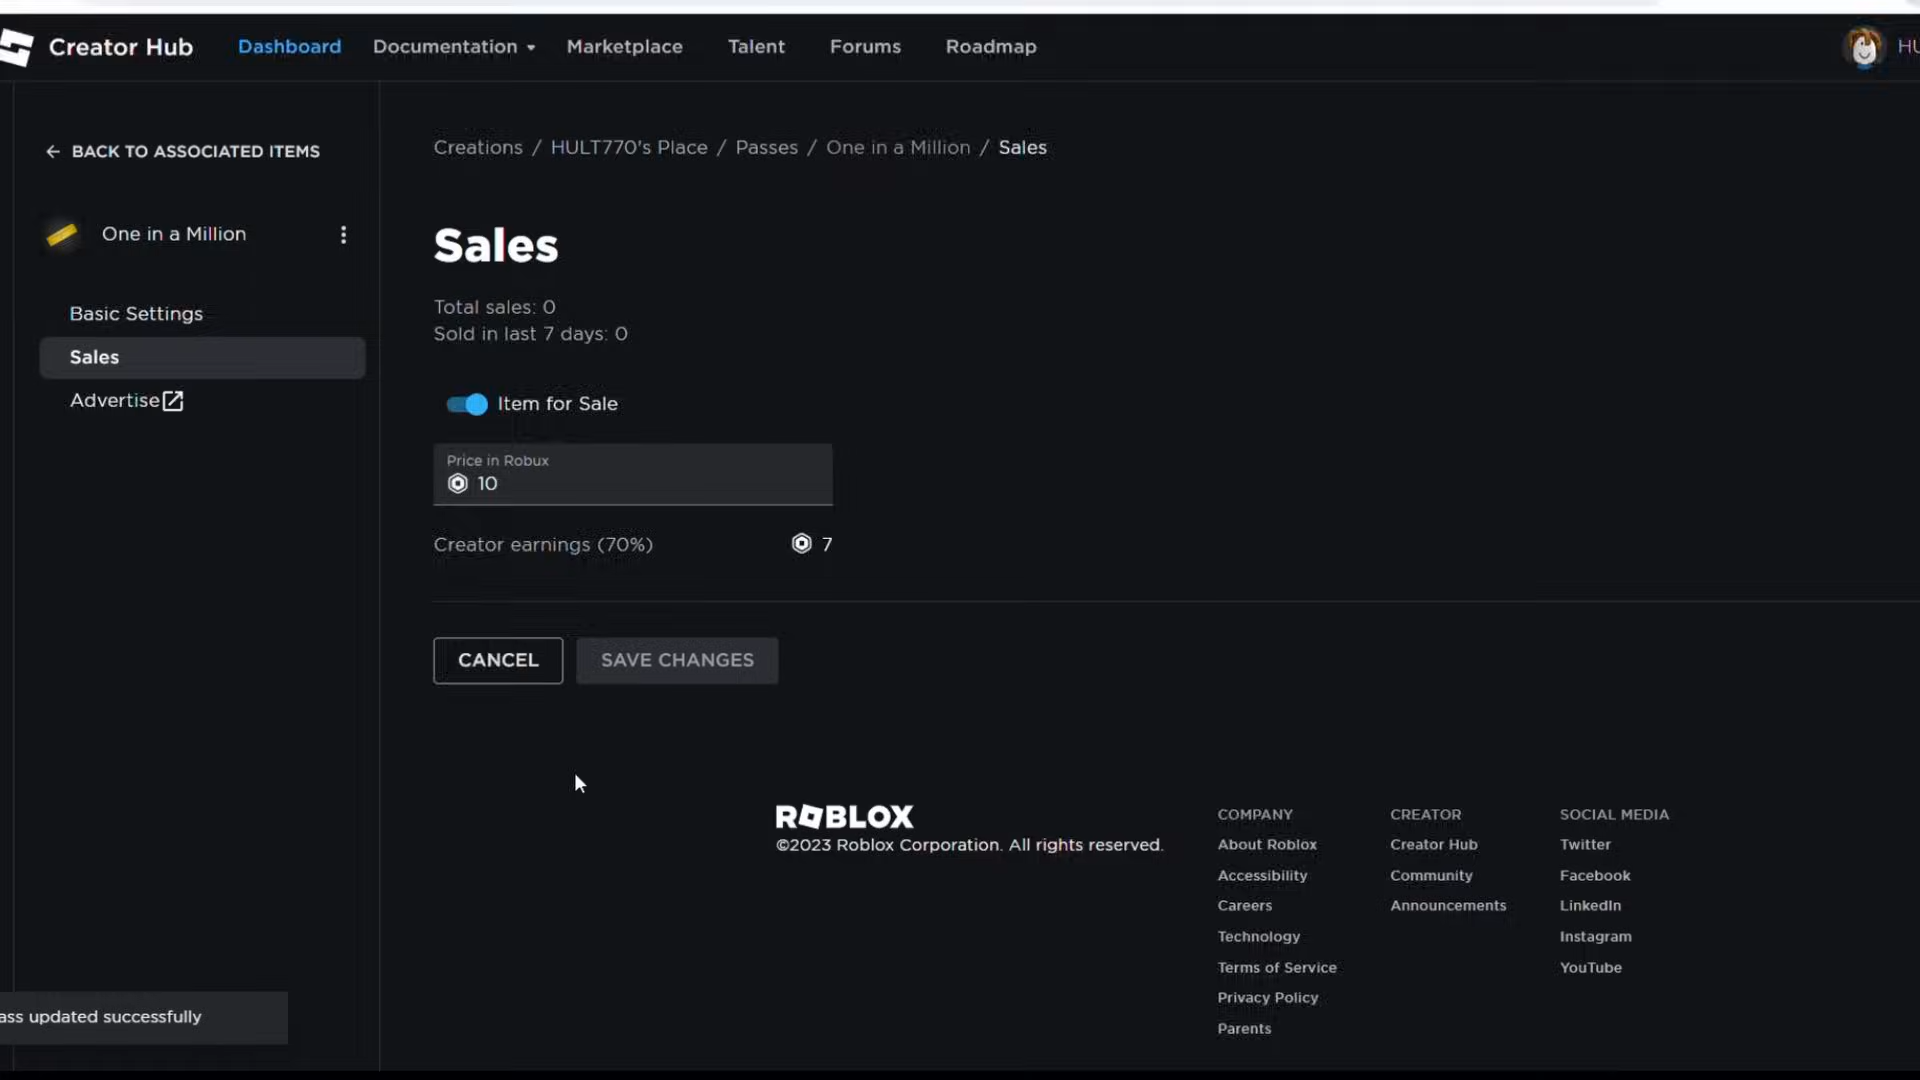 Creator Hub Dashboard Documentation Marketplace Talent Forums Roadmap HU
BACK TO ASSOCIATED ITEMS
One in a Million
Basic Settings
Sales
Advertise
Creations / HULT770's Place / Passes / One in a Million / Sales
Sales
Total sales: 0
Sold in last 7 days: 0
Item for Sale
Price in Robux
10
Creator earnings (70%) 7
CANCEL SAVE CHANGES
ROBLOX
©2023 Roblox Corporation. All rights reserved.
COMPANY
About Roblox
Accessibility
Careers
Technology
Terms of Service
Privacy Policy
Parents
CREATOR
Creator Hub
Community
Announcements
SOCIAL MEDIA
Twitter
Facebook
LinkedIn
Instagram
YouTube
ass updated successfully